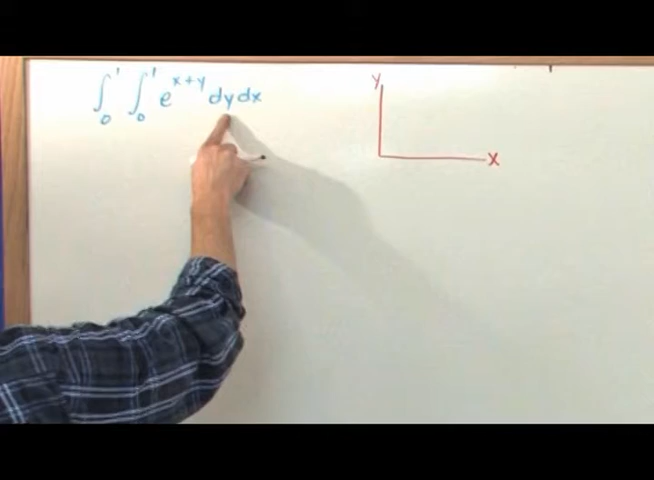 ∫₀¹ ∫₀¹ e^{x+y} dy dx
y
x